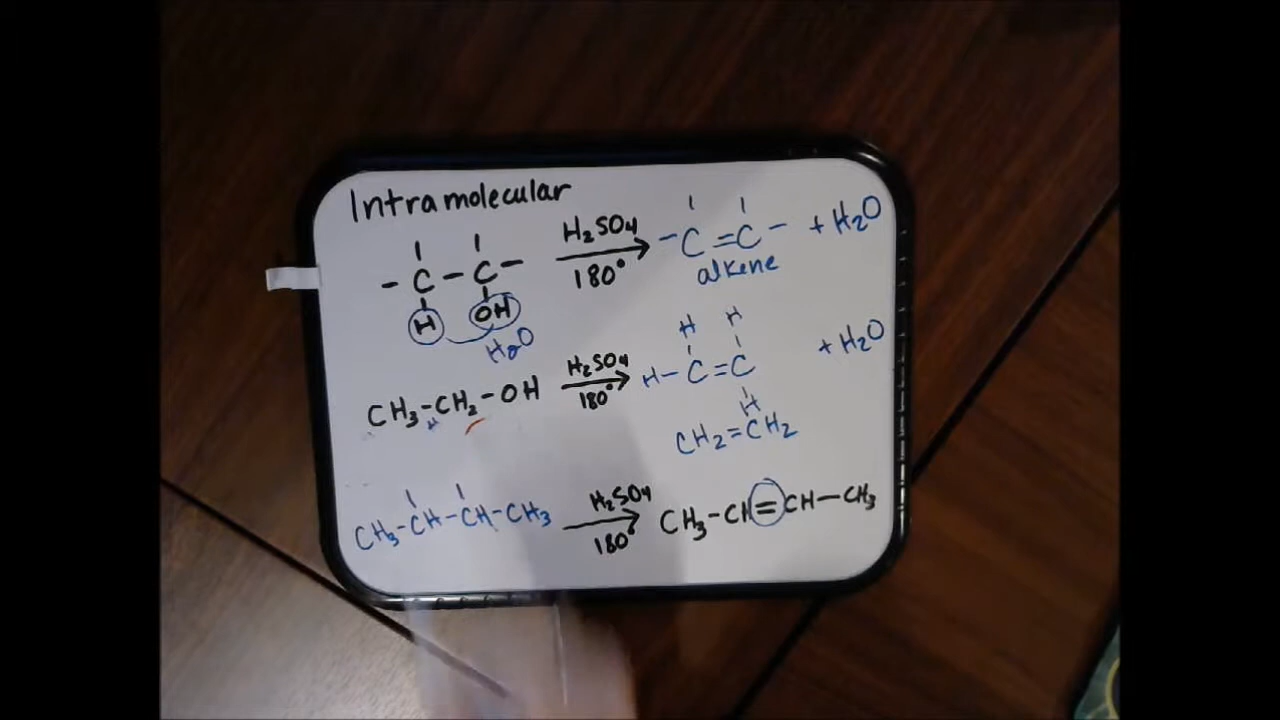 Intramolecular
- C - C - H₂SO₄ 180° - C = C - + H₂O
alkene
H OH
H₂O
CH₃-CH₂-OH H₂SO₄ 180° H H
H-C=C + H₂O
H
CH₂=CH₂
CH₃-CH-CH-CH₃ H₂SO₄ 180° CH₃-CH=CH-CH₃